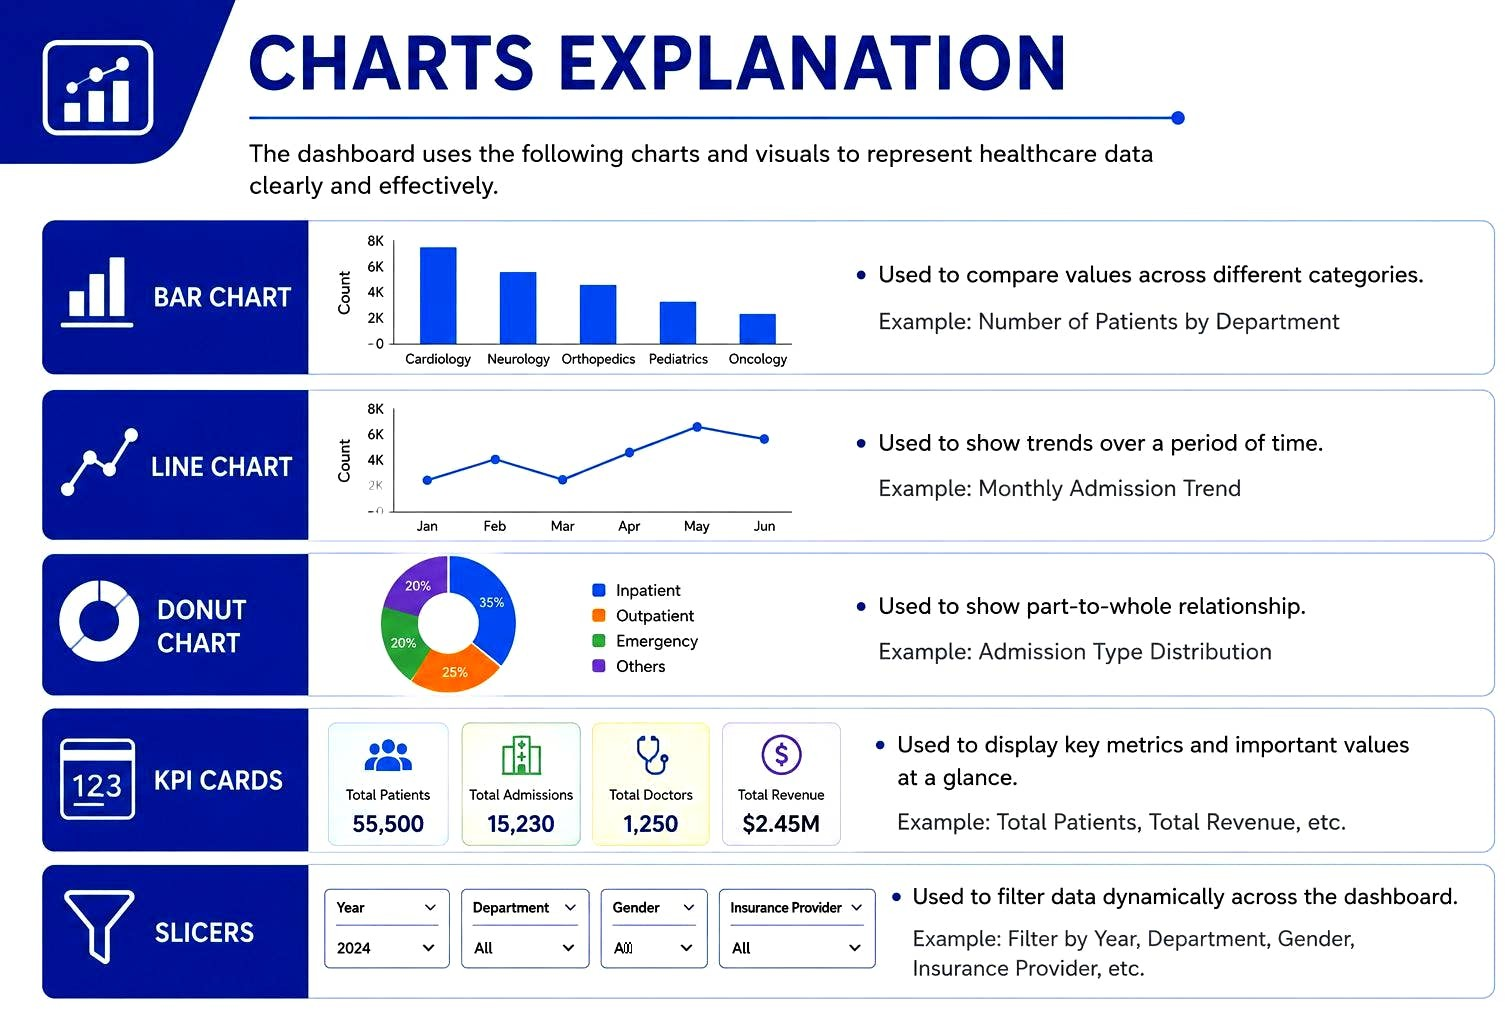 CHARTS EXPLANATION
The dashboard uses the following charts and visuals to represent healthcare data
clearly and effectively.
BAR CHART
Count
8K
6K
4K
2K
0
Cardiology Neurology Orthopedics Pediatrics Oncology
• Used to compare values across different categories.
Example: Number of Patients by Department
LINE CHART
Count
8K
6K
4K
2K
0
Jan Feb Mar Apr May Jun
• Used to show trends over a period of time.
Example: Monthly Admission Trend
DONUT
CHART
20%
35%
20%
25%
Inpatient
Outpatient
Emergency
Others
• Used to show part-to-whole relationship.
Example: Admission Type Distribution
123
KPI CARDS
Total Patients
55,500
Total Admissions
15,230
Total Doctors
1,250
$
Total Revenue
$2.45M
• Used to display key metrics and important values
at a glance.
Example: Total Patients, Total Revenue, etc.
SLICERS
Year
2024
Department
All
Gender
Insurance Provider
All
• Used to filter data dynamically across the dashboard.
Example: Filter by Year, Department, Gender,
Insurance Provider, etc.